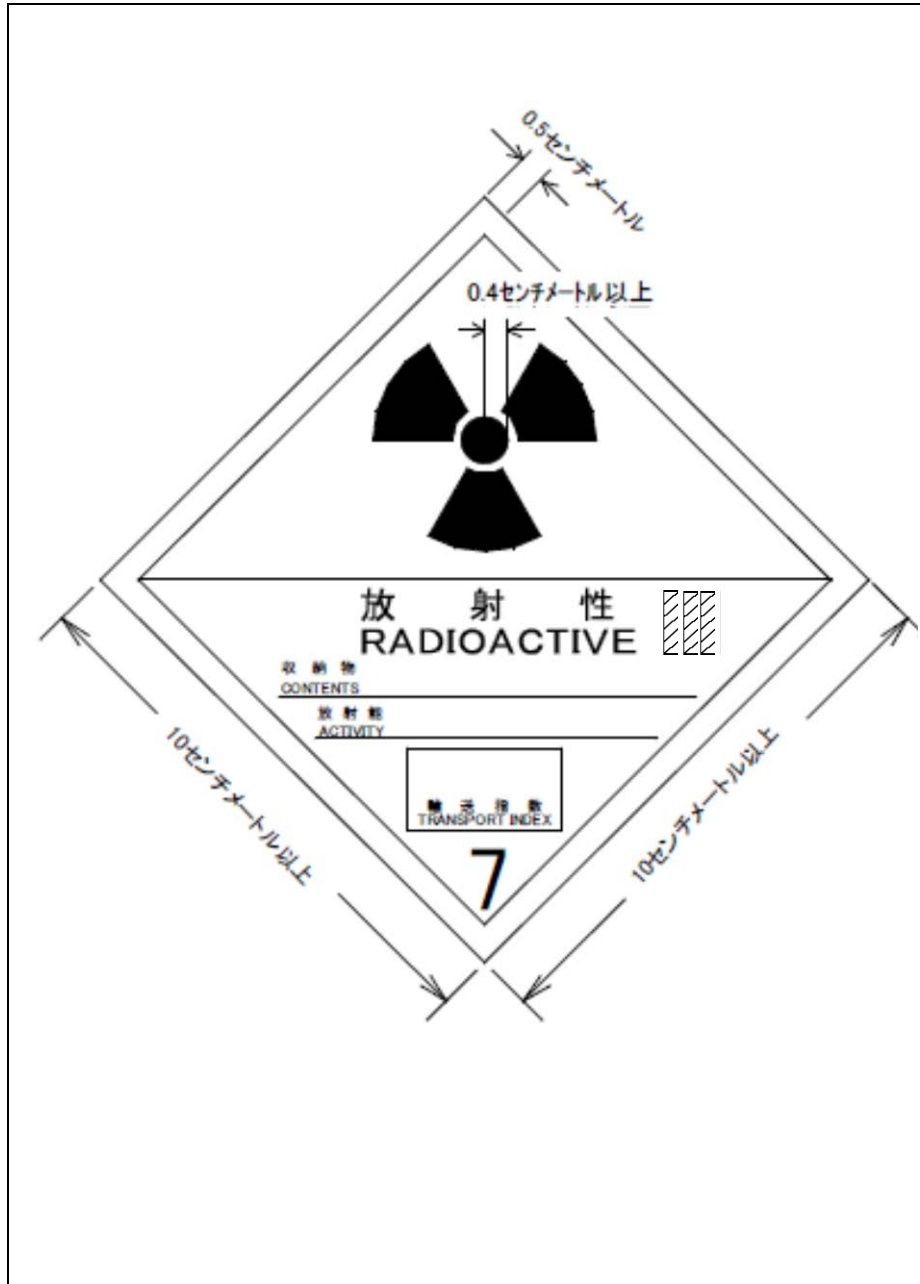 0.5センチメートル
0.4センチメートル以上
放射性
RADIOACTIVE
収納物
CONTENTS
放射能
ACTIVITY
輸送指数
TRANSPORT INDEX
7
10センチメートル以上
10センチメートル以上